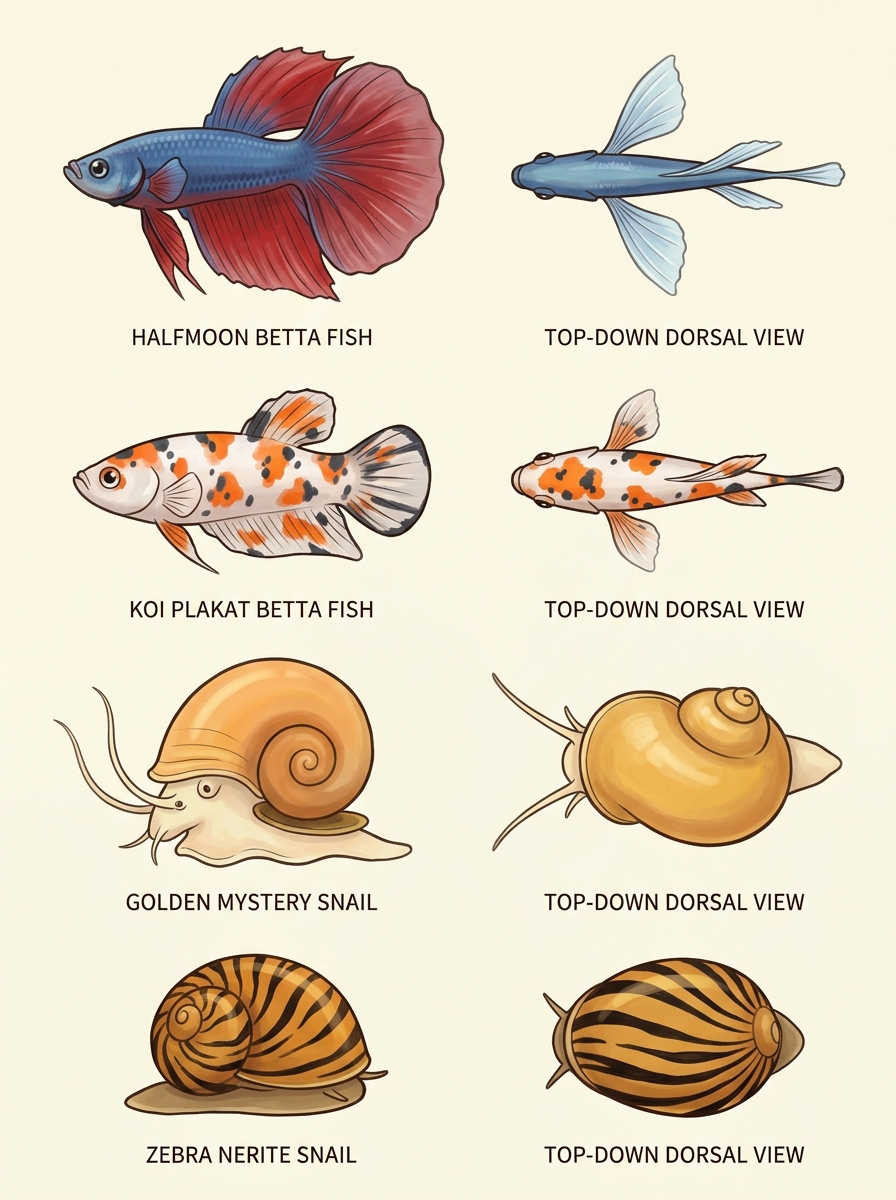 HALFMOON BETTA FISH
TOP-DOWN DORSAL VIEW
KOI PLAKAT BETTA FISH
TOP-DOWN DORSAL VIEW
GOLDEN MYSTERY SNAIL
TOP-DOWN DORSAL VIEW
ZEBRA NERITE SNAIL
TOP-DOWN DORSAL VIEW